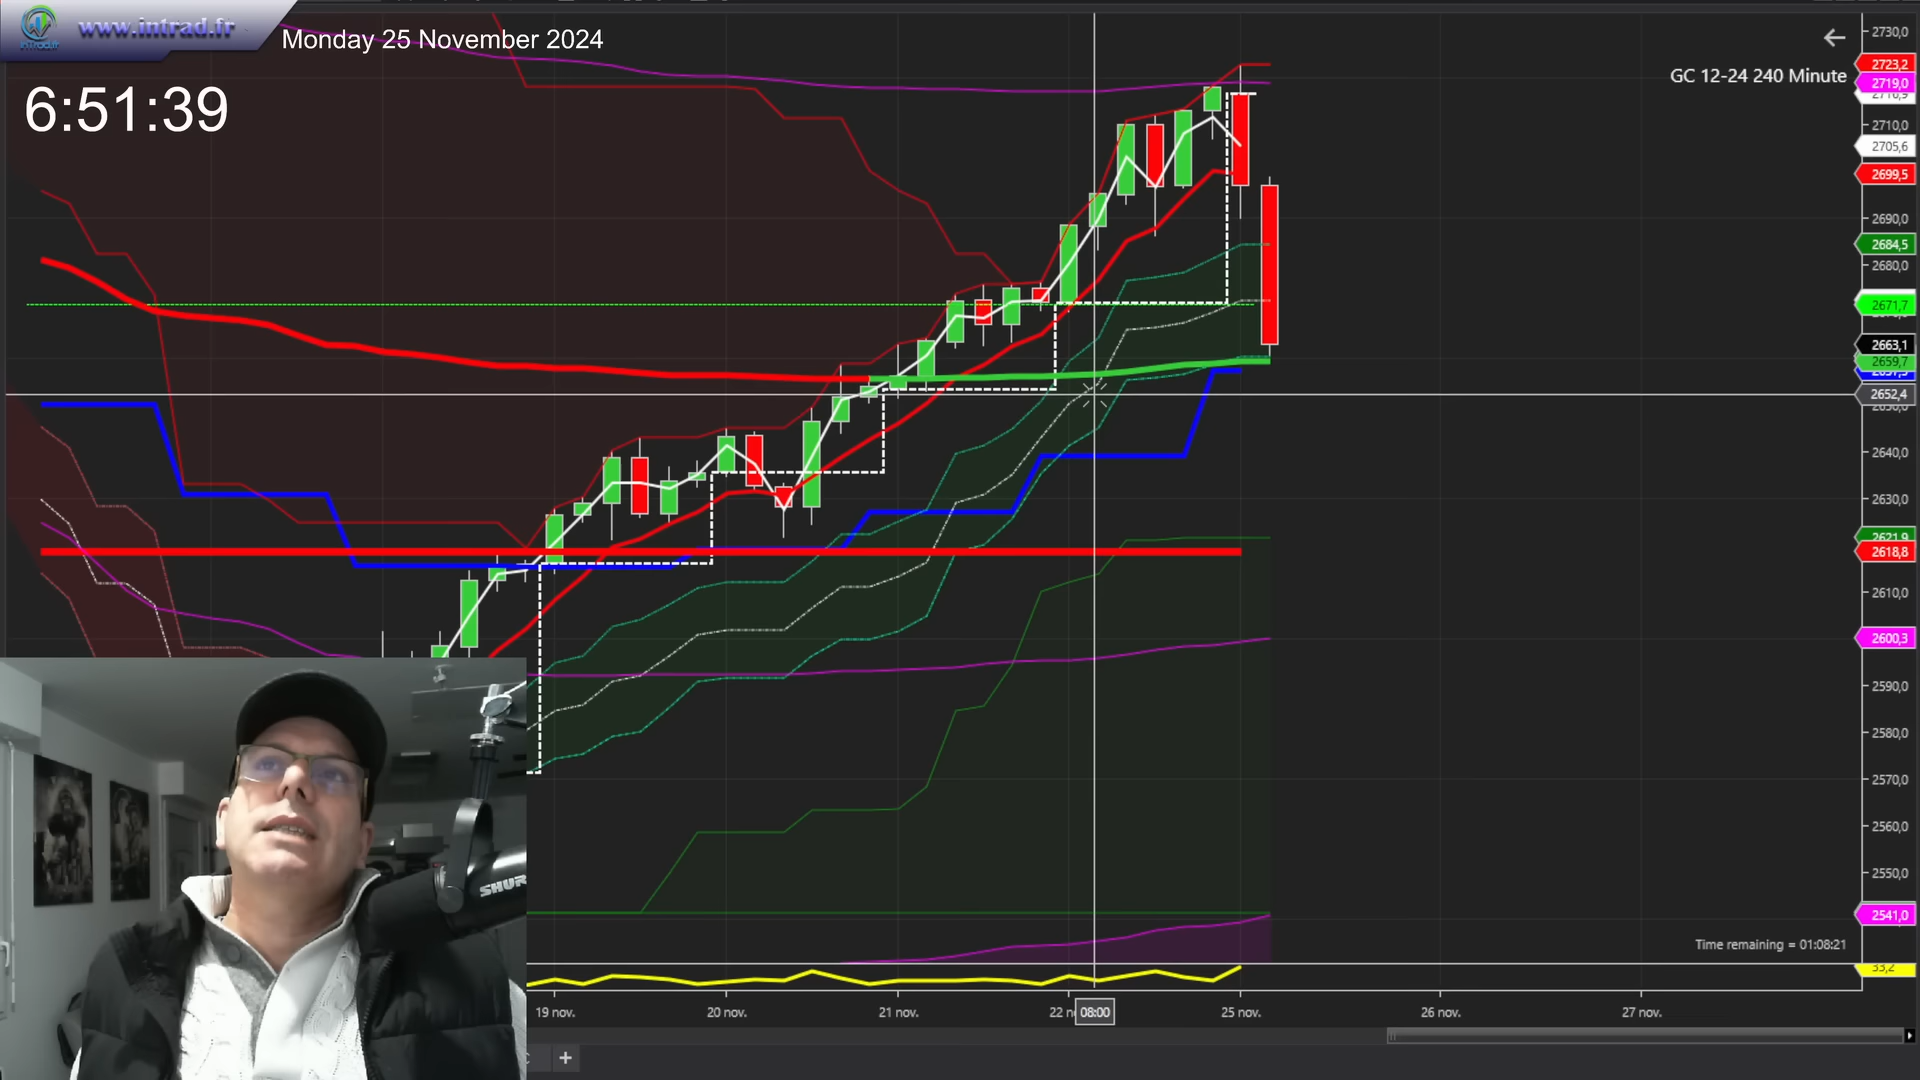 www.intrad.fr
Monday 25 November 2024
6:51:39
GC 12-24 240 Minute
2730,0
2723,2
2719,0
2710,0
2705,6
2699,5
2690,0
2684,5
2680,0
2671,7
2663,1
2659,7
2652,4
2640,0
2630,0
2621,9
2618,8
2610,0
2600,3
2590,0
2580,0
2570,0
2560,0
2550,0
2541,0
Time remaining = 01:08:21
19 nov.
20 nov.
21 nov.
22 n
08:00
25 nov.
26 nov.
27 nov.
SHUR
+